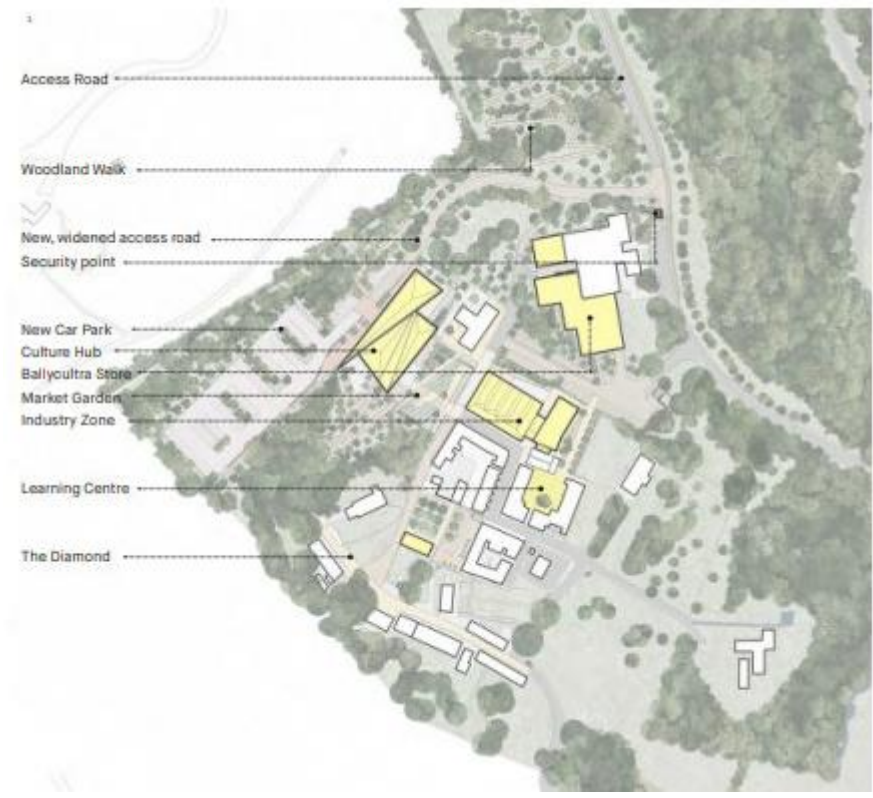 1
Access Road
Woodland Walk
New, widened access road
Security point
New Car Park
Culture Hub
Ballycultra Store
Market Garden
Industry Zone
Learning Centre
The Diamond